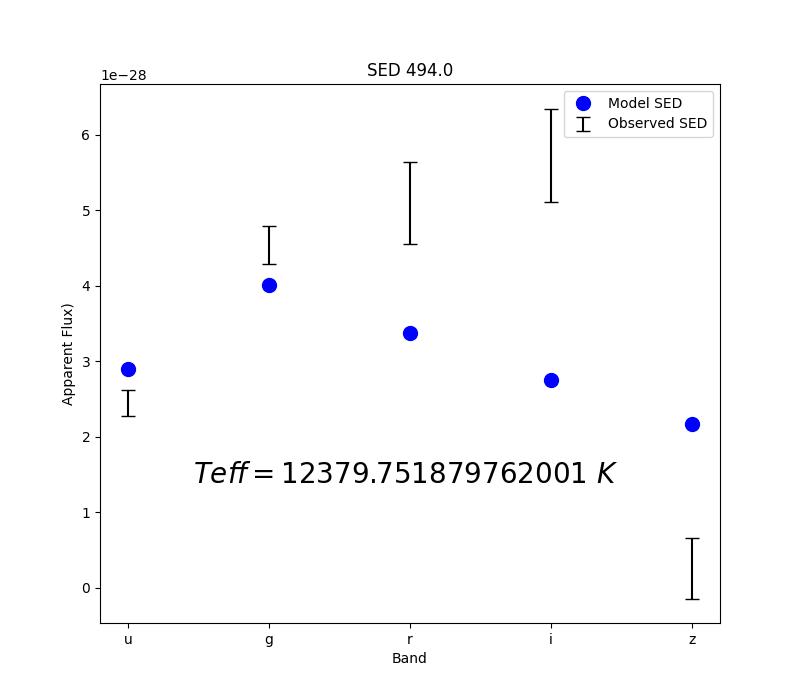 SED 494.0
1e−28
Model SED
Observed SED
6
5
4
3
2
1
0
Apparent Flux)
Teff = 12379.751879762001 K
u g r i z
Band